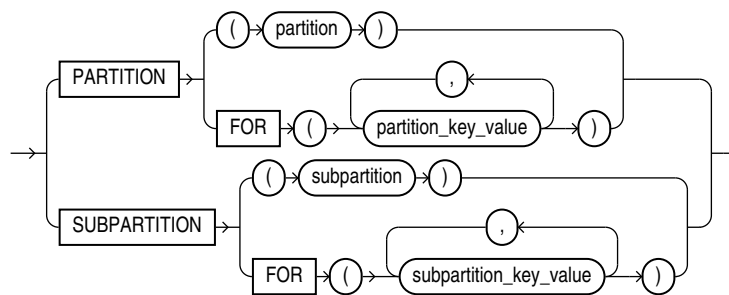 ( partition )
PARTITION
,
FOR ( partition_key_value )
( subpartition )
SUBPARTITION
,
FOR ( subpartition_key_value )